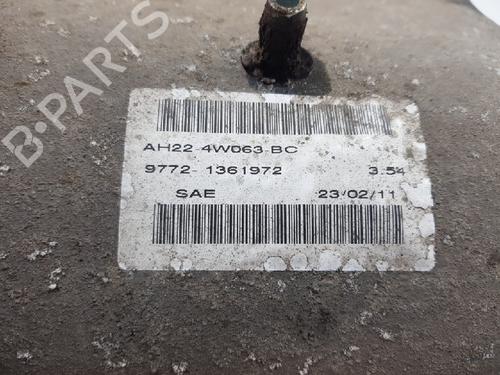 B-PARTS
AH22-4W063-BC
9772- 1361972 3.54
SAE 23/02/11